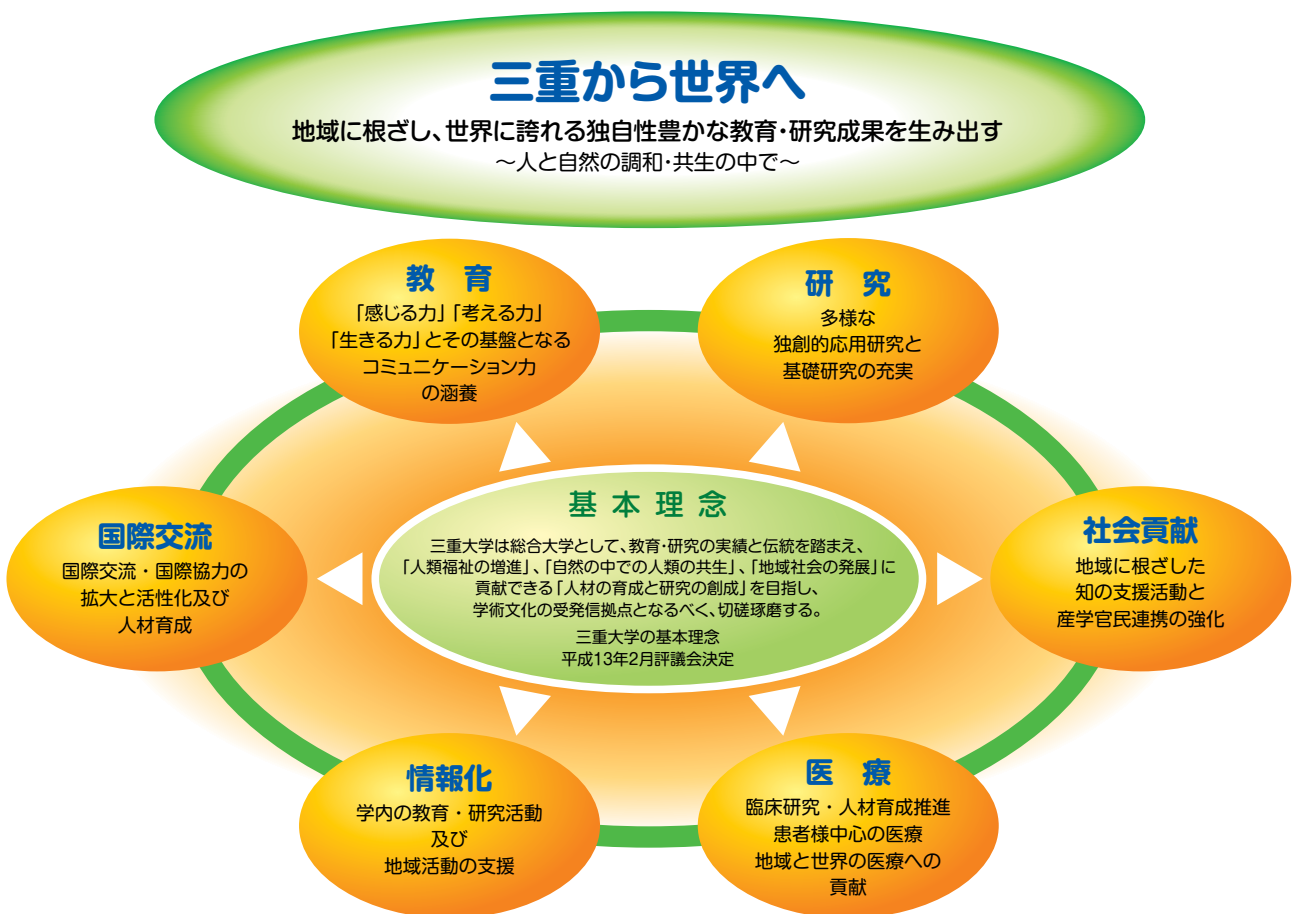 三重から世界へ
地域に根ざし、世界に誇れる独自性豊かな教育・研究成果を生み出す
～人と自然の調和・共生の中で～
教　育
「感じる力」「考える力」
「生きる力」とその基盤となる
コミュニケーション力
の涵養
研　究
多様な
独創的応用研究と
基礎研究の充実
国際交流
国際交流・国際協力の
拡大と活性化及び
人材育成
基 本 理 念
三重大学は総合大学として、教育・研究の実績と伝統を踏まえ、
「人類福祉の増進」、「自然の中での人類の共生」、「地域社会の発展」に
貢献できる「人材の育成と研究の創成」を目指し、
学術文化の受発信拠点となるべく、切磋琢磨する。
三重大学の基本理念
平成13年2月評議会決定
社会貢献
地域に根ざした
知の支援活動と
産学官民連携の強化
情報化
学内の教育・研究活動
及び
地域活動の支援
医　療
臨床研究・人材育成推進
患者様中心の医療
地域と世界の医療への
貢献